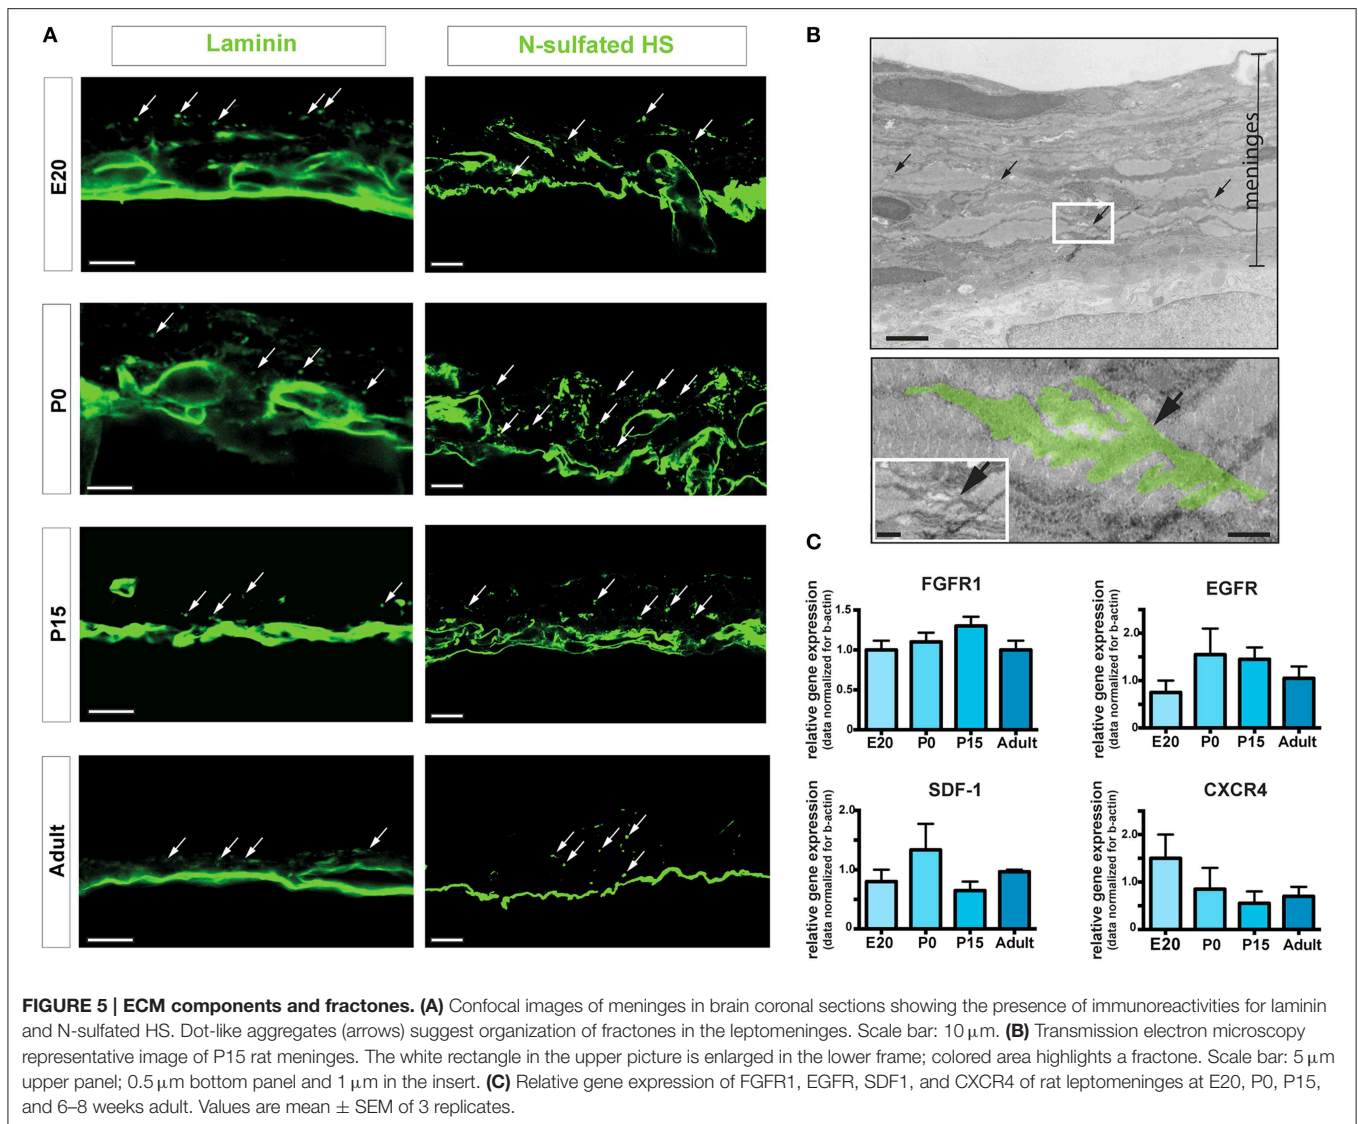 A
Laminin
N-sulfated HS
E20
P0
P15
Adult
B
meninges
C
FGFR1
relative gene expression
(data normalized for b-actin)
1.5
1.0
0.5
0
E20 P0 P15 Adult
EGFR
relative gene expression
(data normalized for b-actin)
2.0
1.0
0
E20 P0 P15 Adult
SDF-1
relative gene expression
(data normalized for b-actin)
2.0
1.0
0
E20 P0 P15 Adult
CXCR4
relative gene expression
(data normalized for b-actin)
2.0
1.0
0
E20 P0 P15 Adult
FIGURE 5 | ECM components and fractones. (A) Confocal images of meninges in brain coronal sections showing the presence of immunoreactivities for laminin
and N-sulfated HS. Dot-like aggregates (arrows) suggest organization of fractones in the leptomeninges. Scale bar: 10 μm. (B) Transmission electron microscopy
representative image of P15 rat meninges. The white rectangle in the upper picture is enlarged in the lower frame; colored area highlights a fractone. Scale bar: 5 μm
upper panel; 0.5 μm bottom panel and 1 μm in the insert. (C) Relative gene expression of FGFR1, EGFR, SDF1, and CXCR4 of rat leptomeninges at E20, P0, P15,
and 6–8 weeks adult. Values are mean ± SEM of 3 replicates.